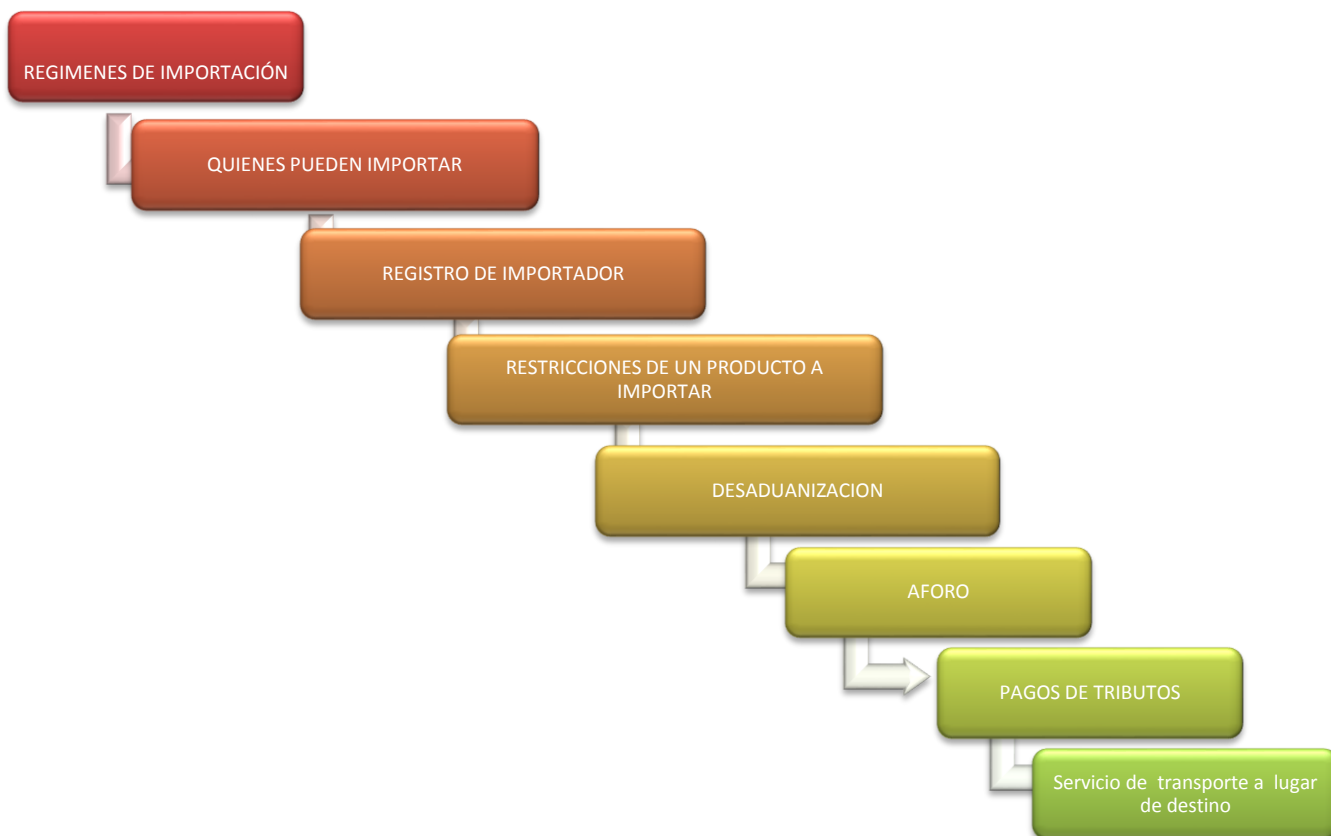 REGIMENES DE IMPORTACIÓN
QUIENES PUEDEN IMPORTAR
REGISTRO DE IMPORTADOR
RESTRICCIONES DE UN PRODUCTO A
IMPORTAR
DESADUANIZACION
AFORO
PAGOS DE TRIBUTOS
Servicio de transporte a lugar
de destino